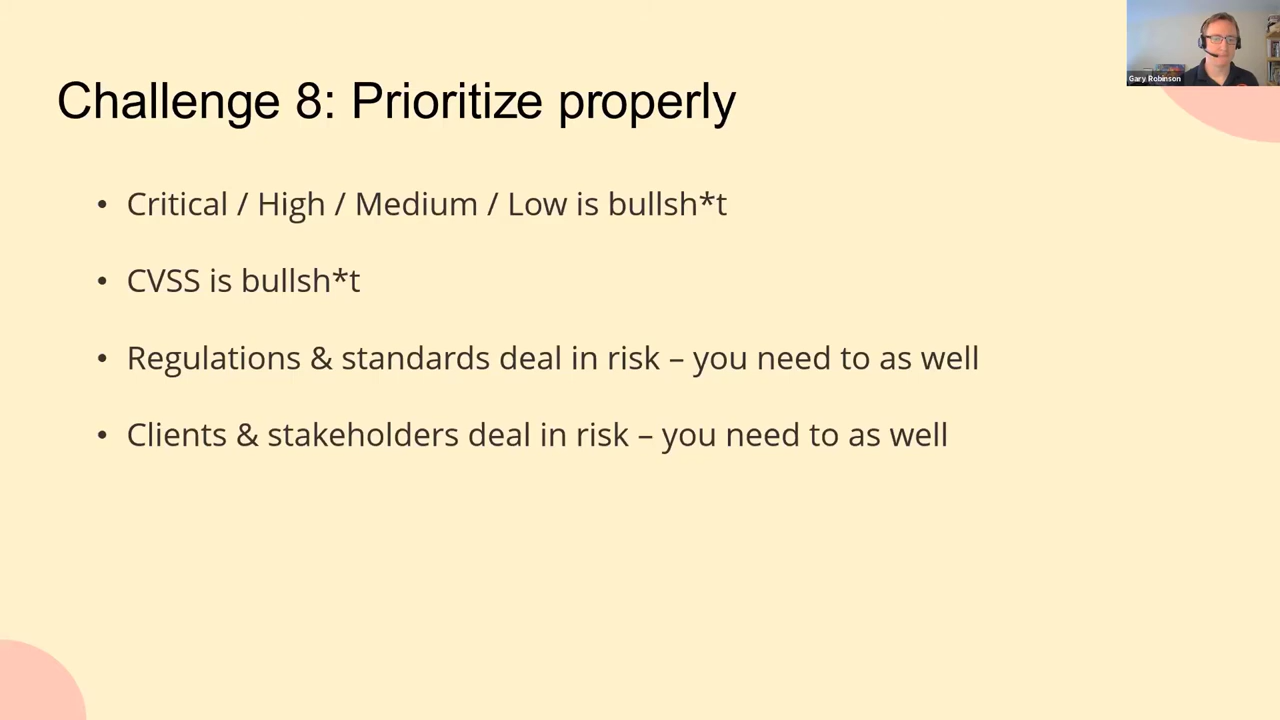 Challenge 8: Prioritize properly
• Critical / High / Medium / Low is bullsh*t
• CVSS is bullsh*t
• Regulations & standards deal in risk – you need to as well
• Clients & stakeholders deal in risk – you need to as well
Gary Robinson